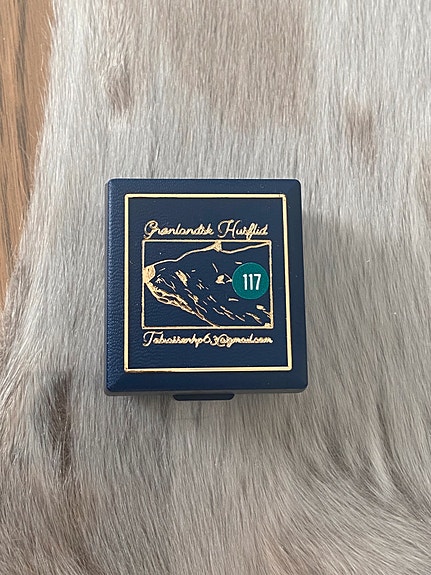 Grønlandsk Husflid
117
Tobiassenhp63@gmail.com